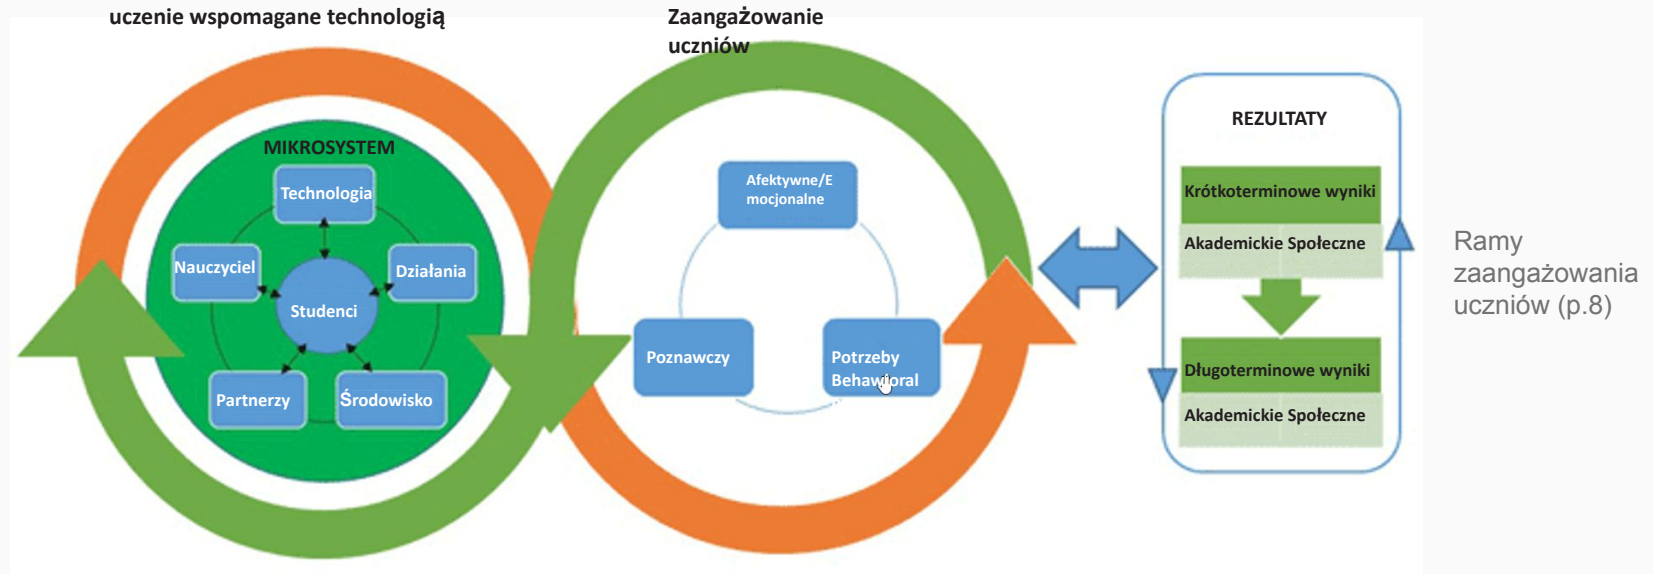 uczenie wspomagane technologią
Zaangażowanie
uczniów
MIKROSYSTEM
Technologia
Nauczyciel
Działania
Studenci
Partnerzy
Środowisko
Afektywne/E
mocjonalne
Poznawczy
Potrzeby
Behawioral
REZULTATY
Krótkoterminowe wyniki
Akademickie Społeczne
Długoterminowe wyniki
Akademickie Społeczne
Ramy
zaangażowania
uczniów (p.8)